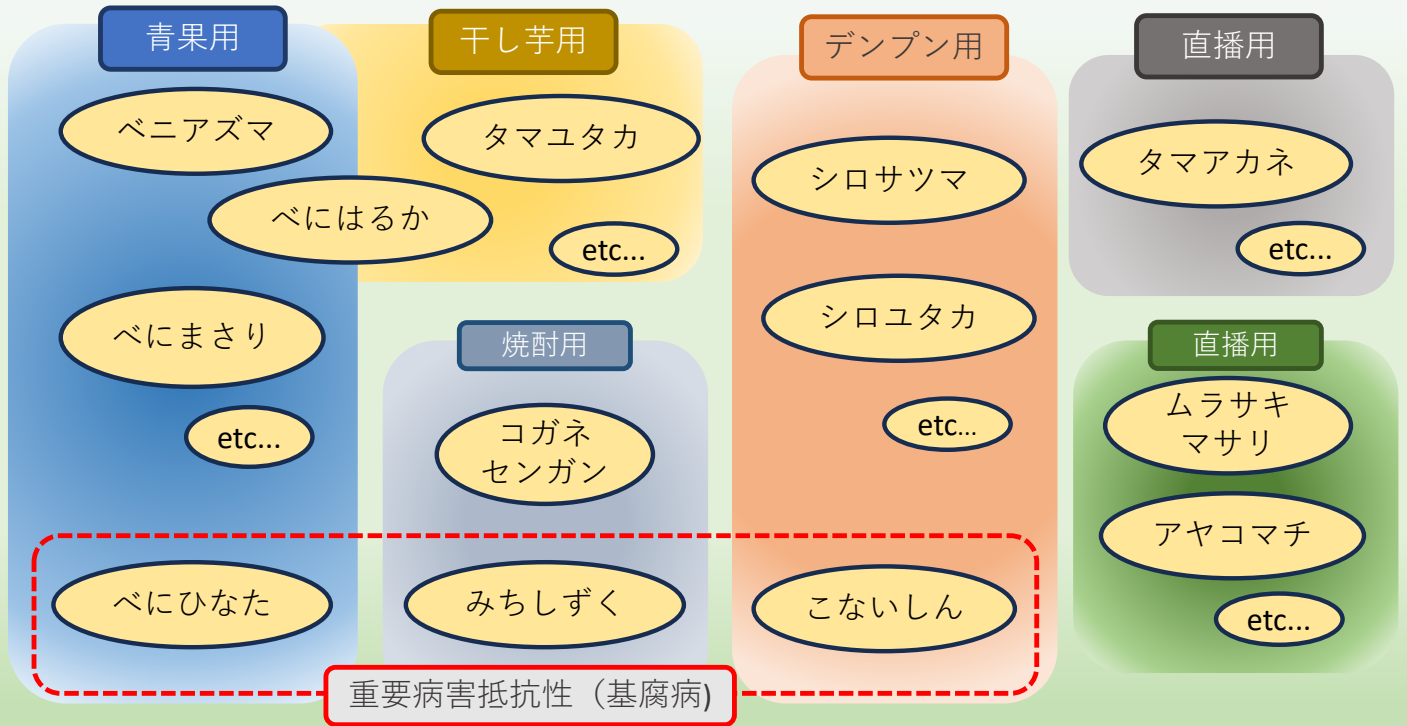 青果用
ベニアズマ
べにはるか
べにまさり
etc...
べにひなた
干し芋用
タマユタカ
etc...
焼酎用
コガネ
センガン
みちしずく
デンプン用
シロサツマ
シロユタカ
etc...
こないしん
直播用
タマアカネ
etc...
直播用
ムラサキ
マサリ
アヤコマチ
etc...
重要病害抵抗性（基腐病)